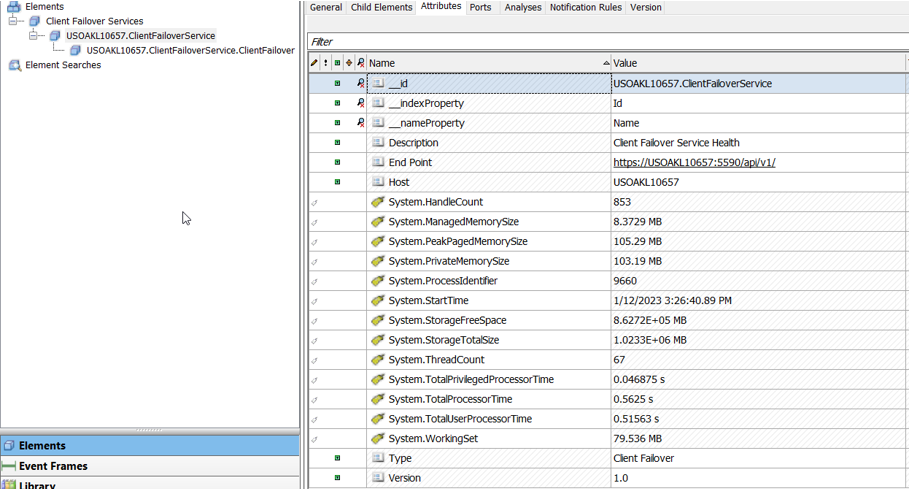 Elements
Client Failover Services
USOAKL10657.ClientFailoverService
USOAKL10657.ClientFailoverService.ClientFailover
Element Searches
Elements
Event Frames
Library
General Child Elements Attributes Ports Analyses Notification Rules Version
Filter
Name Value
__id USOAKL10657.ClientFailoverService
__indexProperty Id
__nameProperty Name
Description Client Failover Service Health
End Point https://USOAKL10657:5590/api/v1/
Host USOAKL10657
System.HandleCount 853
System.ManagedMemorySize 8.3729 MB
System.PeakPagedMemorySize 105.29 MB
System.PrivateMemorySize 103.19 MB
System.ProcessIdentifier 9660
System.StartTime 1/12/2023 3:26:40.89 PM
System.StorageFreeSpace 8.6272E+05 MB
System.StorageTotalSize 1.0233E+06 MB
System.ThreadCount 67
System.TotalPrivilegedProcessorTime 0.046875 s
System.TotalProcessorTime 0.5625 s
System.TotalUserProcessorTime 0.51563 s
System.WorkingSet 79.536 MB
Type Client Failover
Version 1.0